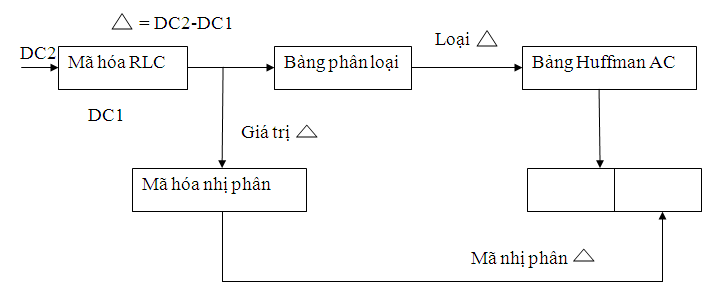 △ = DC2-DC1
Loại △
DC2
Mã hóa RLC
Bảng phân loại
Bảng Huffman AC
DC1
Giá trị △
Mã hóa nhị phân
Mã nhị phân △